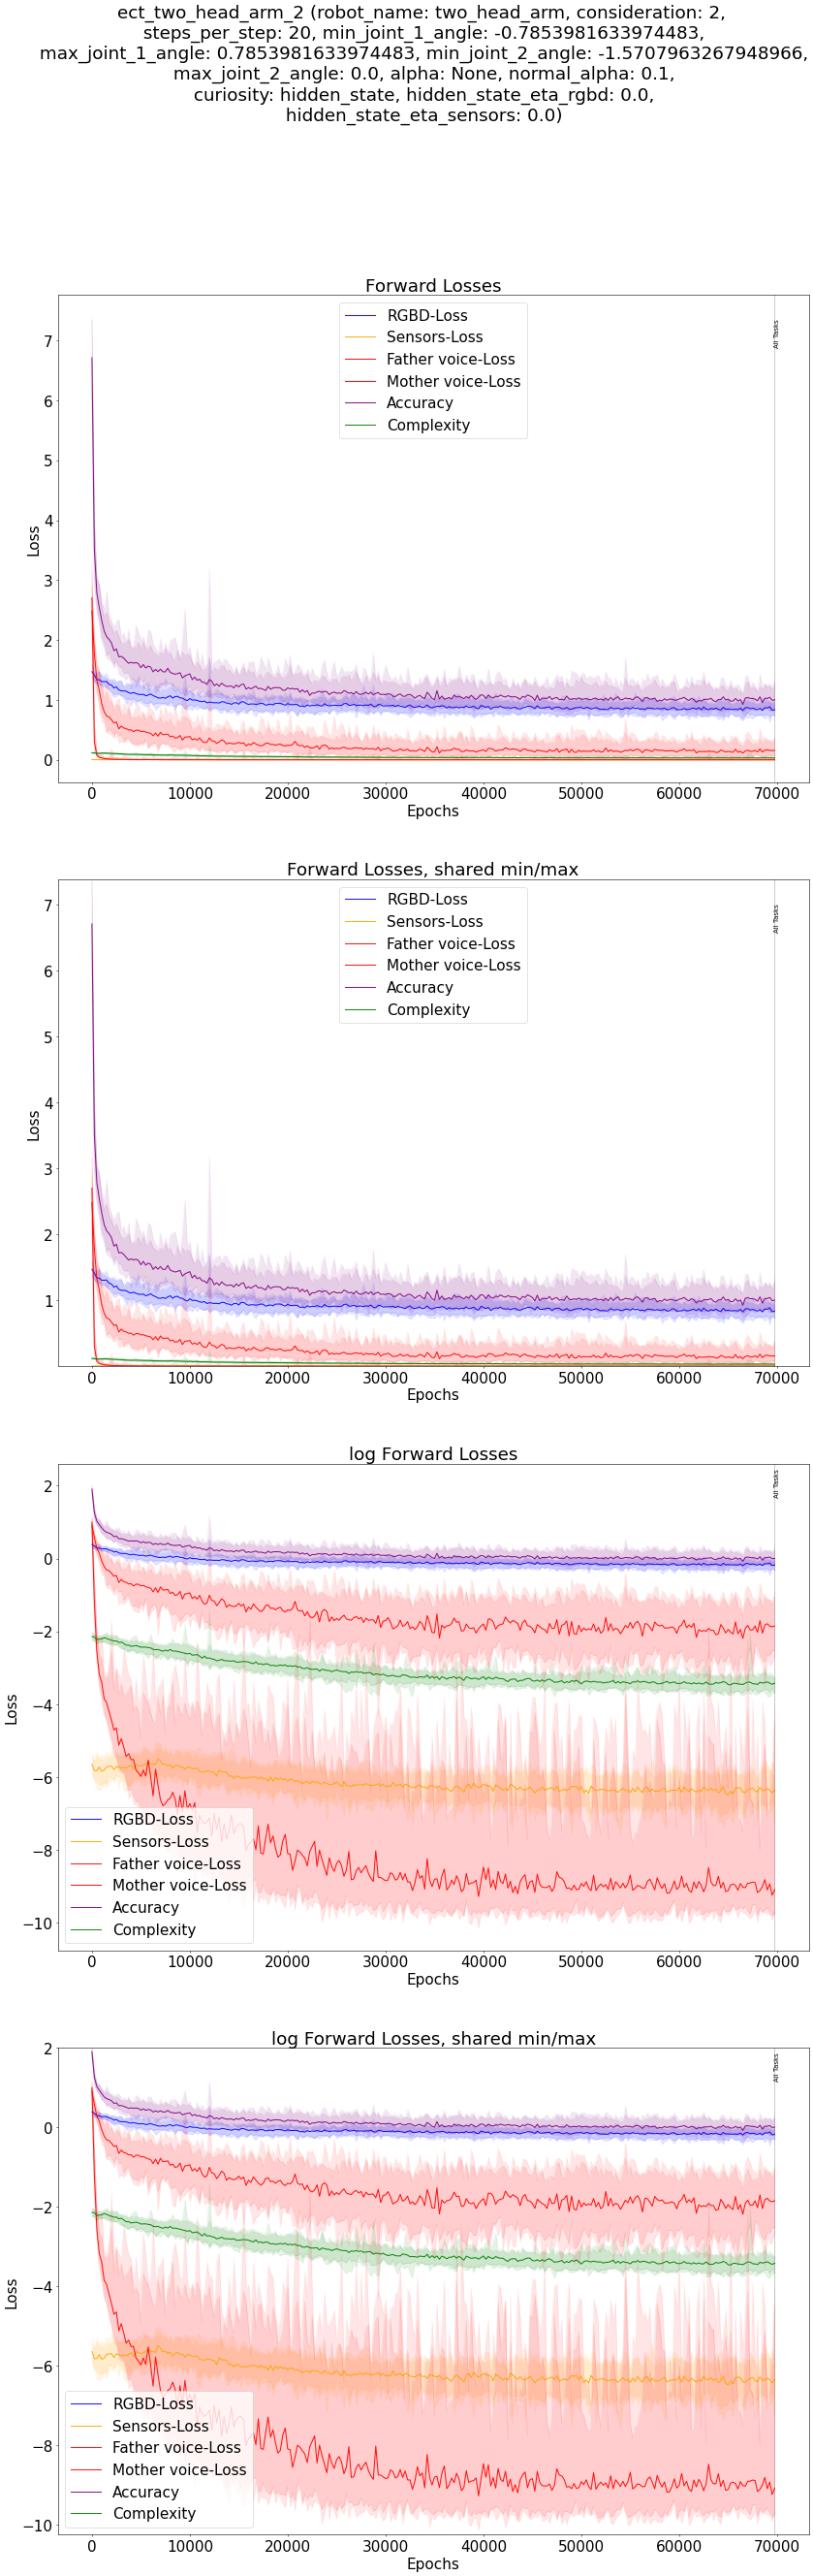 ect_two_head_arm_2 (robot_name: two_head_arm, consideration: 2,
steps_per_step: 20, min_joint_1_angle: -0.7853981633974483,
max_joint_1_angle: 0.7853981633974483, min_joint_2_angle: -1.5707963267948966,
max_joint_2_angle: 0.0, alpha: None, normal_alpha: 0.1,
curiosity: hidden_state, hidden_state_eta_rgbd: 0.0,
hidden_state_eta_sensors: 0.0)
Forward Losses
RGBD-Loss
Sensors-Loss
Father voice-Loss
Mother voice-Loss
Accuracy
Complexity
All Tasks
7
6
5
4
3
2
1
0
Loss
0 10000 20000 30000 40000 50000 60000 70000
Epochs
Forward Losses, shared min/max
RGBD-Loss
Sensors-Loss
Father voice-Loss
Mother voice-Loss
Accuracy
Complexity
All Tasks
7
6
5
4
3
2
1
Loss
0 10000 20000 30000 40000 50000 60000 70000
Epochs
log Forward Losses
All Tasks
2
0
−2
−4
−6
−8
−10
Loss
RGBD-Loss
Sensors-Loss
Father voice-Loss
Mother voice-Loss
Accuracy
Complexity
0 10000 20000 30000 40000 50000 60000 70000
Epochs
log Forward Losses, shared min/max
All Tasks
2
0
−2
−4
−6
−8
−10
Loss
RGBD-Loss
Sensors-Loss
Father voice-Loss
Mother voice-Loss
Accuracy
Complexity
0 10000 20000 30000 40000 50000 60000 70000
Epochs